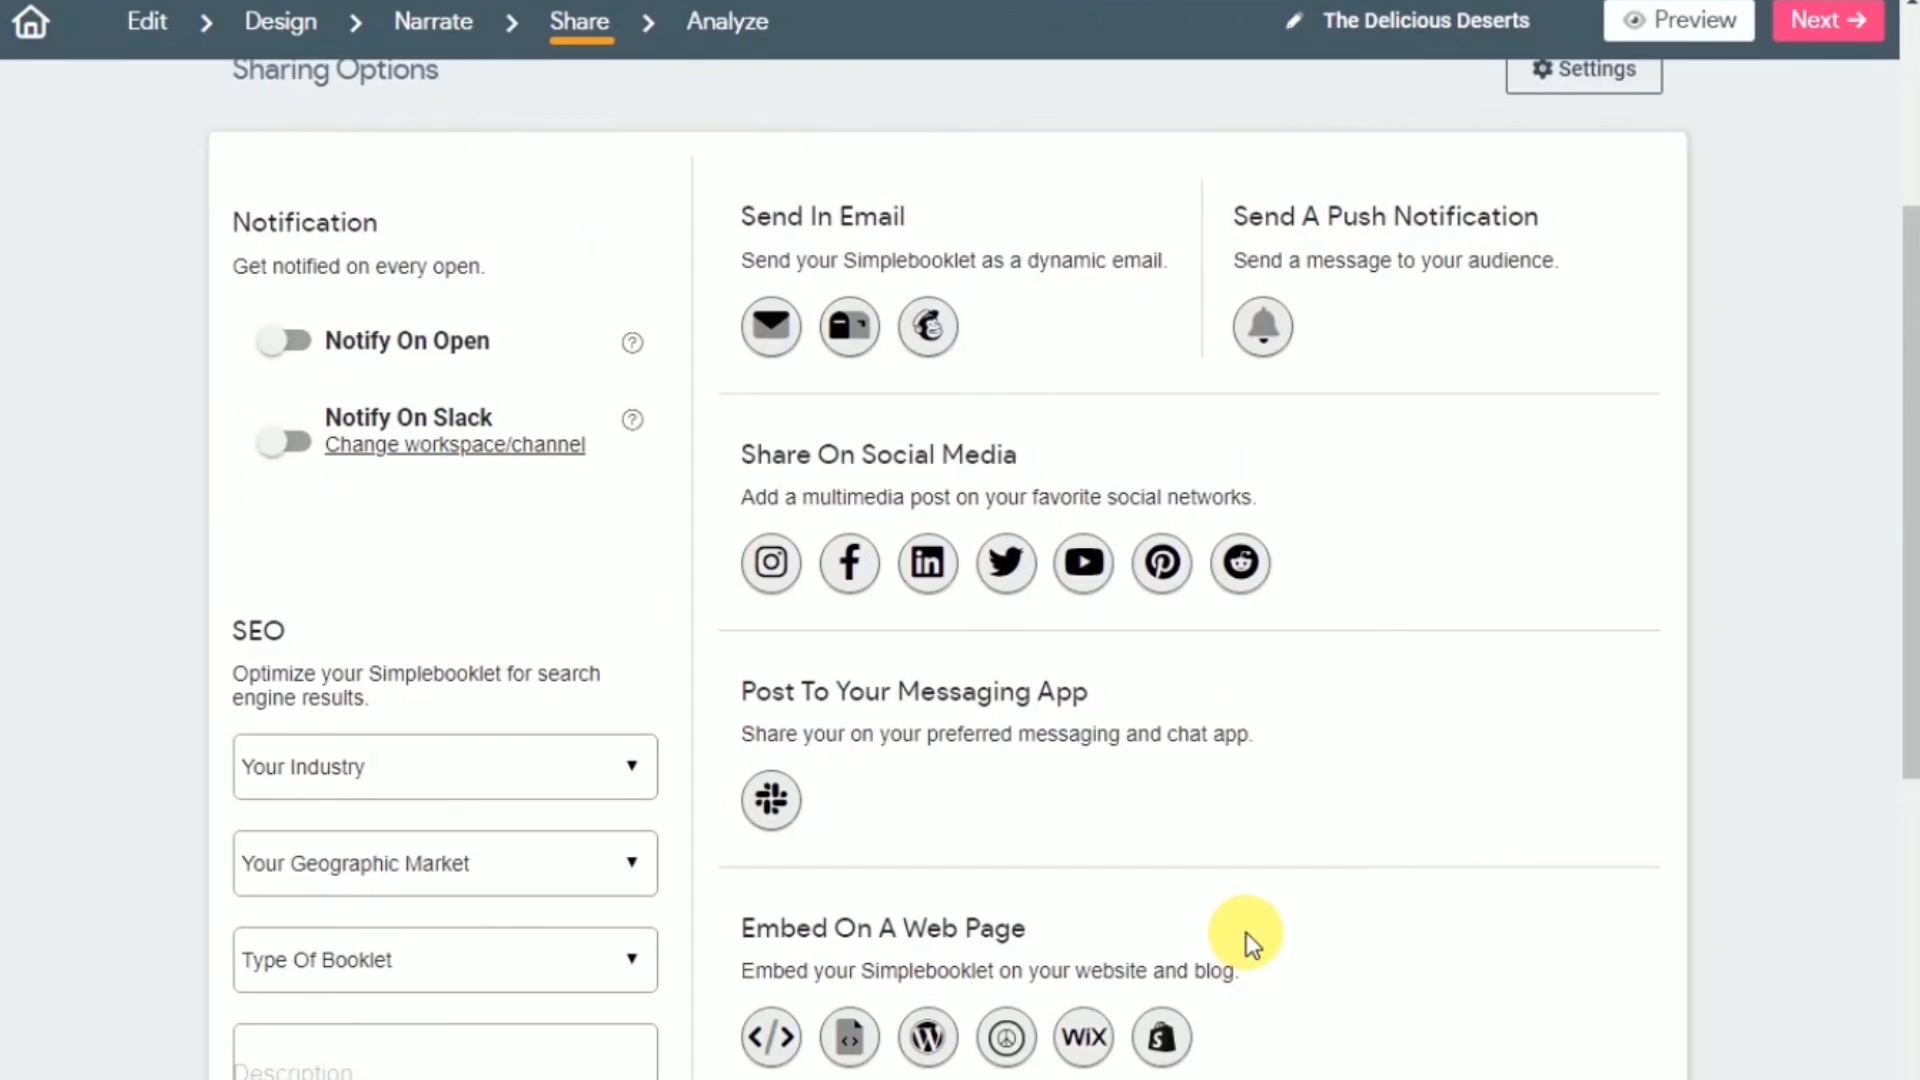 Edit
Design
Narrate
Share
Analyze
The Delicious Deserts
Preview
Next
Sharing Options
Settings
Notification
Get notified on every open.
Notify On Open
?
Notify On Slack
Change workspace/channel
?
SEO
Optimize your Simplebooklet for search
engine results.
Your Industry
Your Geographic Market
Type Of Booklet
Description
Send In Email
Send your Simplebooklet as a dynamic email.
Send A Push Notification
Send a message to your audience.
Share On Social Media
Add a multimedia post on your favorite social networks.
Post To Your Messaging App
Share your on your preferred messaging and chat app.
Embed On A Web Page
Embed your Simplebooklet on your website and blog.
WiX